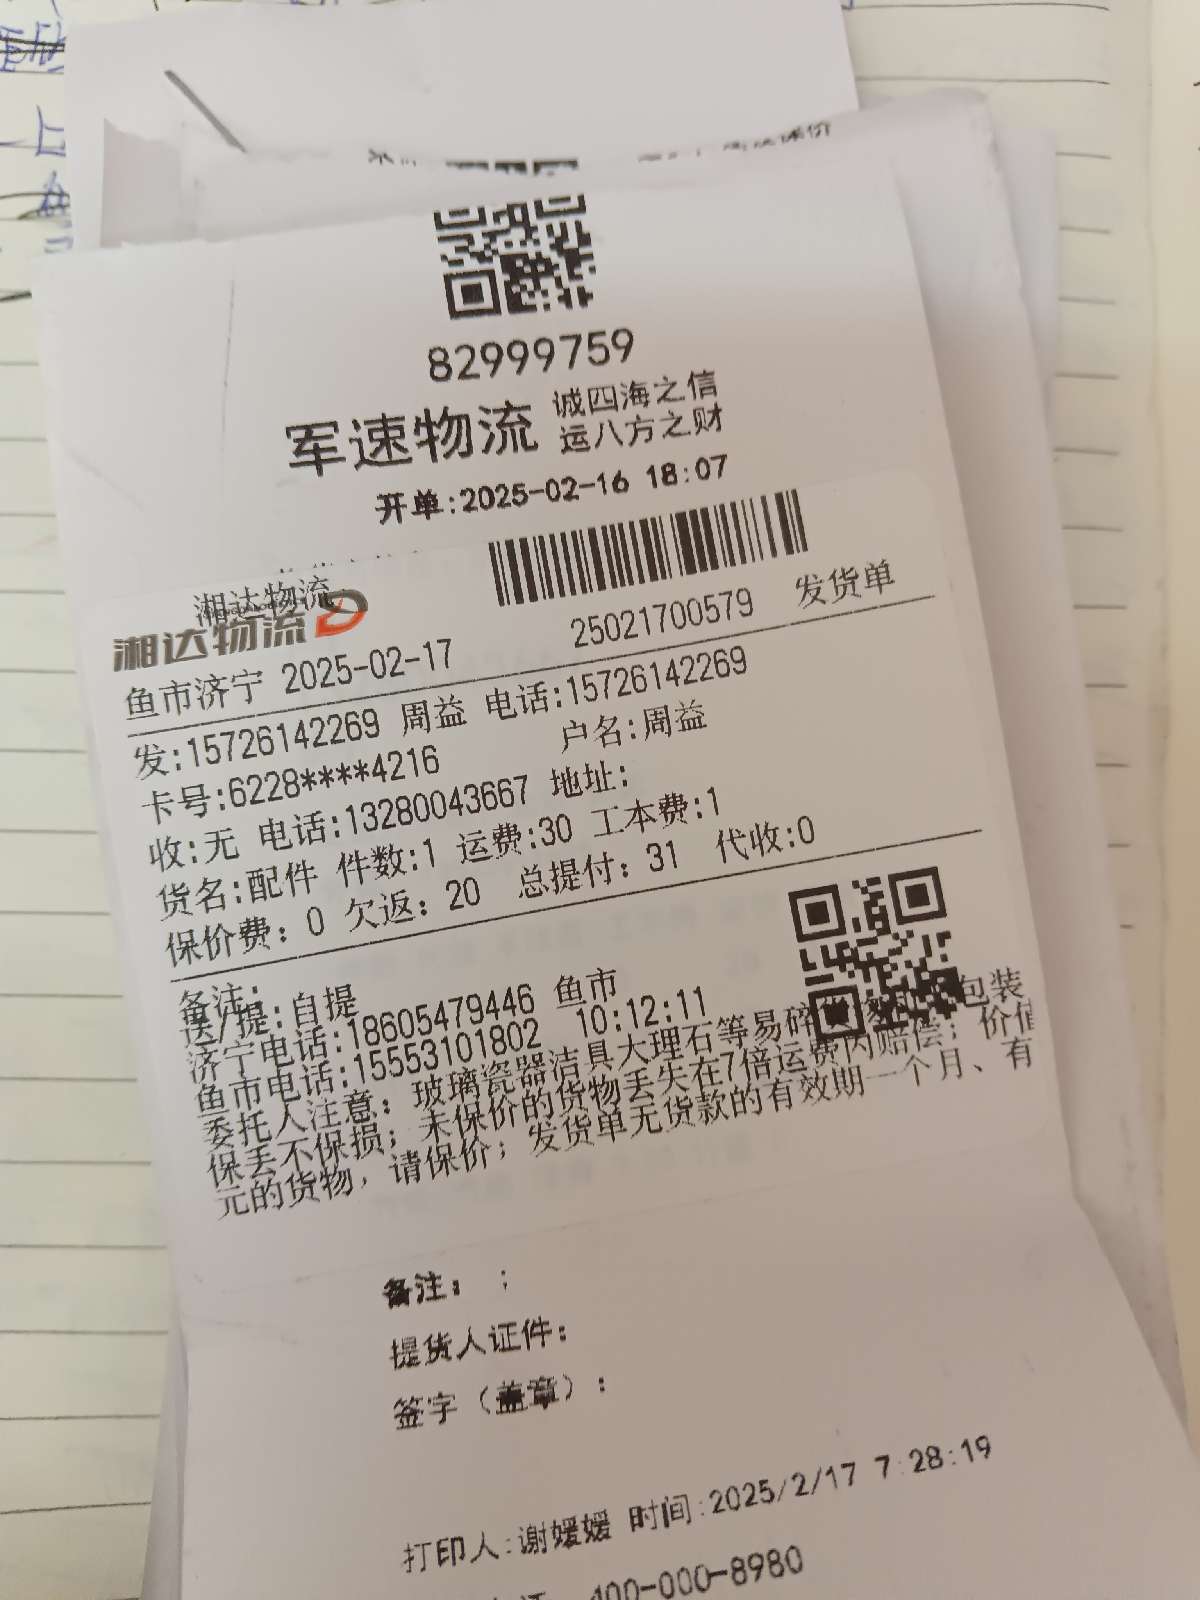 保价
82999759
军速物流 诚四海之信
运八方之财
开单:2025-02-16 18:07
湘达物流
湘达物流
25021700579 发货单
鱼市济宁 2025-02-17
发:15726142269 周益 电话:15726142269
卡号:6228****4216 户名:周益
收:无 电话:13280043667 地址:
货名:配件 件数:1 运费:30 工本费:1
保价费: 0 欠返: 20 总提付: 31 代收:0
备注:
送/提:自提
济宁电话:18605479446 鱼市
鱼市电话:15553101802 10:12:11
委托人注意: 玻璃瓷器洁具大理石等易碎 包装
保丢不保损; 未保价的货物丢失在7倍运费内赔偿; 价值
元的货物, 请保价; 发货单无货款的有效期一个月、有
备注: ;
提货人证件:
签字 (盖章) :
打印人:谢媛媛 时间:2025/2/17 7:28:19
400-000-8980